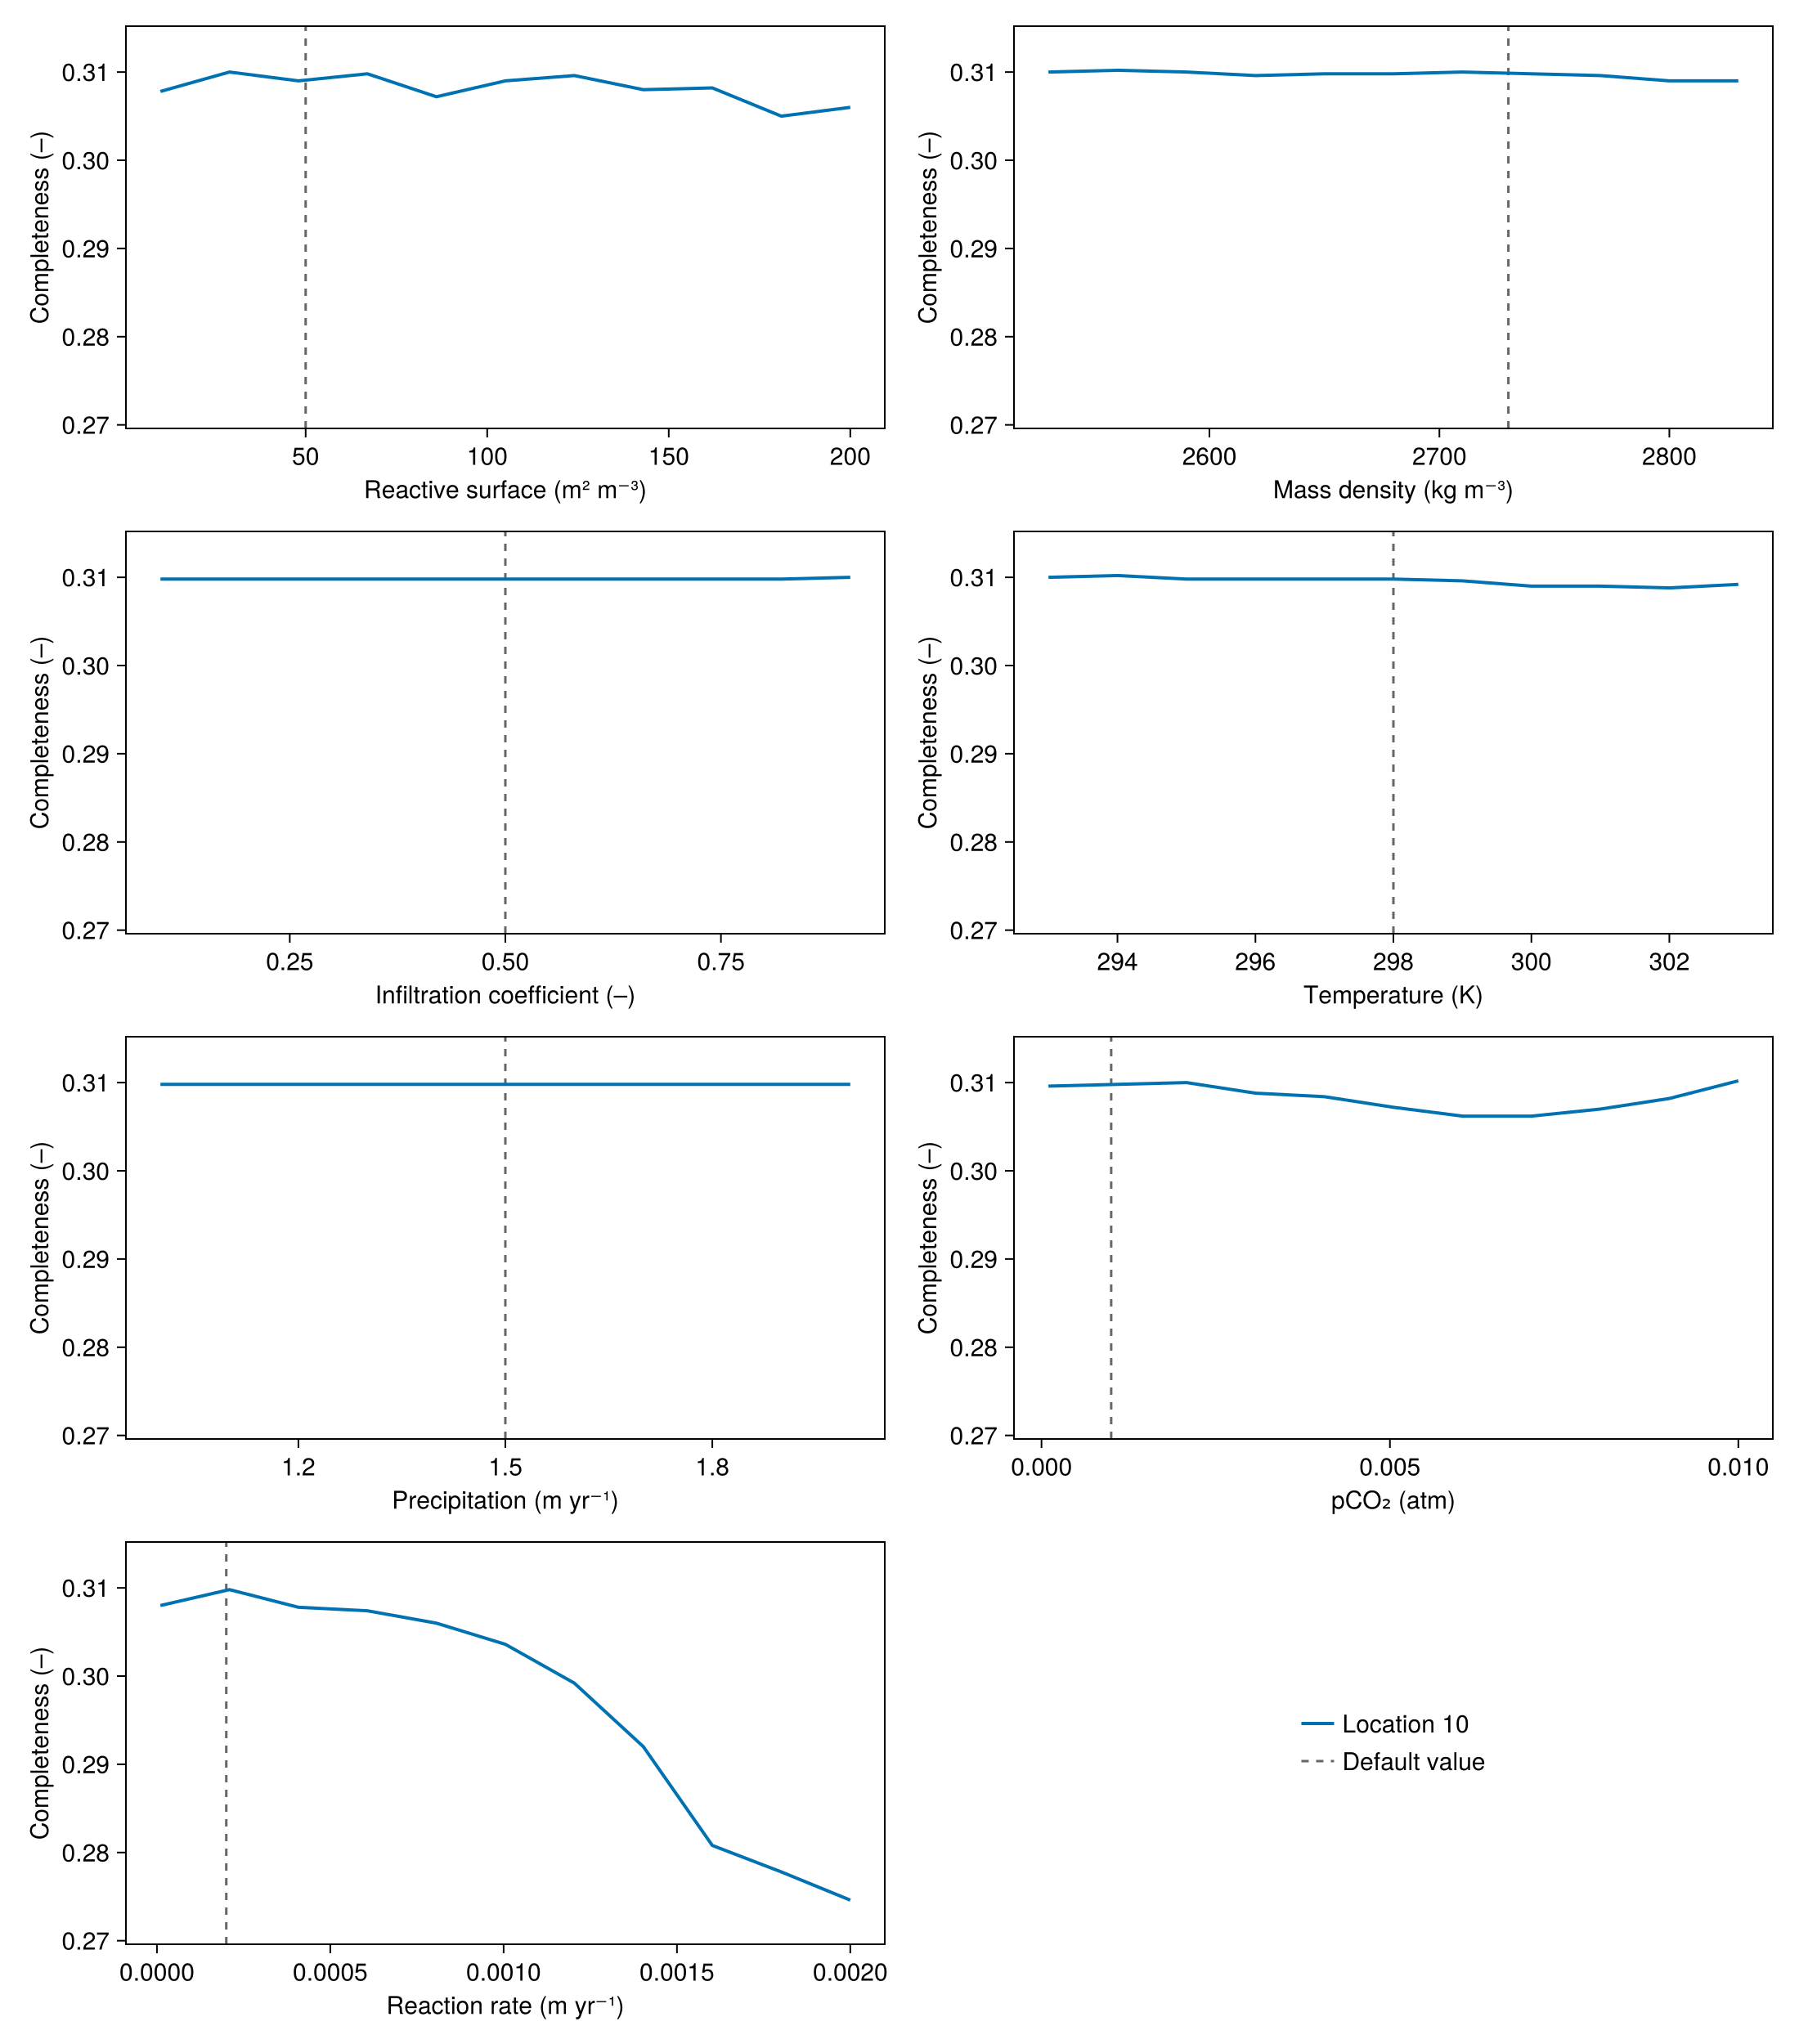 Completeness (–)
0.31
0.30
0.29
0.28
0.27
50 100 150 200
Reactive surface (m² m⁻³)
Completeness (–)
0.31
0.30
0.29
0.28
0.27
2600 2700 2800
Mass density (kg m⁻³)
Completeness (–)
0.31
0.30
0.29
0.28
0.27
0.25 0.50 0.75
Infiltration coefficient (–)
Completeness (–)
0.31
0.30
0.29
0.28
0.27
294 296 298 300 302
Temperature (K)
Completeness (–)
0.31
0.30
0.29
0.28
0.27
1.2 1.5 1.8
Precipitation (m yr⁻¹)
Completeness (–)
0.31
0.30
0.29
0.28
0.27
0.000 0.005 0.010
pCO₂ (atm)
Completeness (–)
0.31
0.30
0.29
0.28
0.27
0.0000 0.0005 0.0010 0.0015 0.0020
Reaction rate (m yr⁻¹)
Location 10
Default value